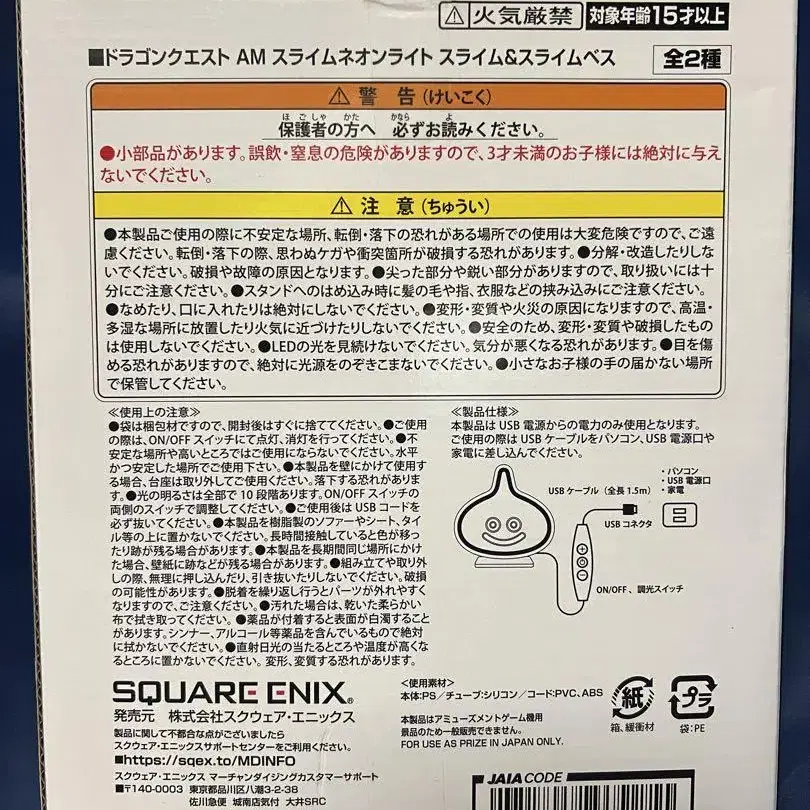 ⚠火気厳禁 対象年齢15才以上
■ドラゴンクエスト AM スライムネオンライト スライム&スライムベス 全2種
⚠ 警 告 (けいこく)
ほごしゃ かた かなら よ
保護者の方へ 必ずお読みください。
●小部品があります。誤飲・窒息の危険がありますので、3才未満のお子様には絶対に与え
ないでください。
⚠ 注 意 (ちゅうい)
●本製品ご使用の際に不安定な場所、転倒・落下の恐れがある場所での使用は大変危険ですので、ご遠
慮ください。転倒・落下の際、思わぬケガや衝突箇所が破損する恐れがあります。●分解・改造したりしな
いでください。破損や故障の原因となります。●尖った部分や鋭い部分がありますので、取り扱いには十
分にご注意ください。●スタンドへのはめ込み時に髪の毛や指、衣服などの挟み込みにご注意ください。
●なめたり、口に入れたりは絶対にしないでください。●変形・変質や火災の原因になりますので、高温・
多湿な場所に放置したり火気に近づけたりしないでください。●安全のため、変形・変質や破損したもの
は使用しないでください。●LEDの光を見続けないでください。気分が悪くなる恐れがあります。●目を傷
める恐れがありますので、絶対に光源をのぞきこまないでください。●小さなお子様の手の届かない場所
で保管してください。
≪使用上の注意≫
●袋は梱包材ですので、開封後はすぐに捨ててください。●ご使用
の際は、ON/OFF スイッチにて点灯、消灯を行ってください。●不
安定な場所や高いところではご使用にならないでください。水平
かつ安定した場所でご使用下さい。●本製品を壁にかけて使用す
る場合、台座は取り外してご使用ください。落下する恐れがありま
す。●光の明るさは全部で 10 段階あります。ON/OFF スイッチの
両側のスイッチで調整してください。●ご使用後は USB コードを
必ず抜いてください。●本製品を樹脂製のソファーやシート、タイ
ル等の上に置かないでください。長時間接触していると色が移っ
たり跡が残る場合があります。●本製品を長期間同じ場所にかけ
た場合、壁紙に跡などが残る場合があります。●組み立てや取り外
しの際、無理に押し込んだり、引き抜いたりしないでください。破損
の可能性があります。●脱着を繰り返し行うとパーツが外れやすく
なりますので、ご注意ください。●汚れた場合は、乾いた柔らかい
布で拭き取ってください。●薬品が付着すると表面が白濁すること
があります。シンナー、アルコール等薬品を含んでいるもので絶対
に拭かないでください。●直射日光の当たるところや温度が高くな
るところに置かないでください。変形、変質する恐れがあります。
≪製品仕様≫
本製品は USB 電源からの電力のみ使用となります。
ご使用の際は USB ケーブルをパソコン、USB 電源口や
家電に差し込んでください。
・パソコン
・USB 電源口
・家電
USB ケーブル (全長 1.5m)
USB コネクタ
ON/OFF 、調光スイッチ
SQUARE ENIX®
発売元 株式会社スクウェア・エニックス
製品に関して不都合な点がございましたら
スクウェア・エニックスサポートセンターをご利用ください。
■https://sqex.to/MDINFO
スクウェア・エニックス マーチャンダイジングカスタマーサポート
■〒140-0003 東京都品川区八潮3-2-38
佐川急便 城南店気付 大井SRC
<使用素材>
本体:PS/チューブ:シリコン/コード:PVC、ABS
本製品はアミューズメントゲーム機用
景品のため一般販売できません。
FOR USE AS PRIZE IN JAPAN ONLY.
紙
箱、緩衝材
プラ
袋:PE
JAIA CODE